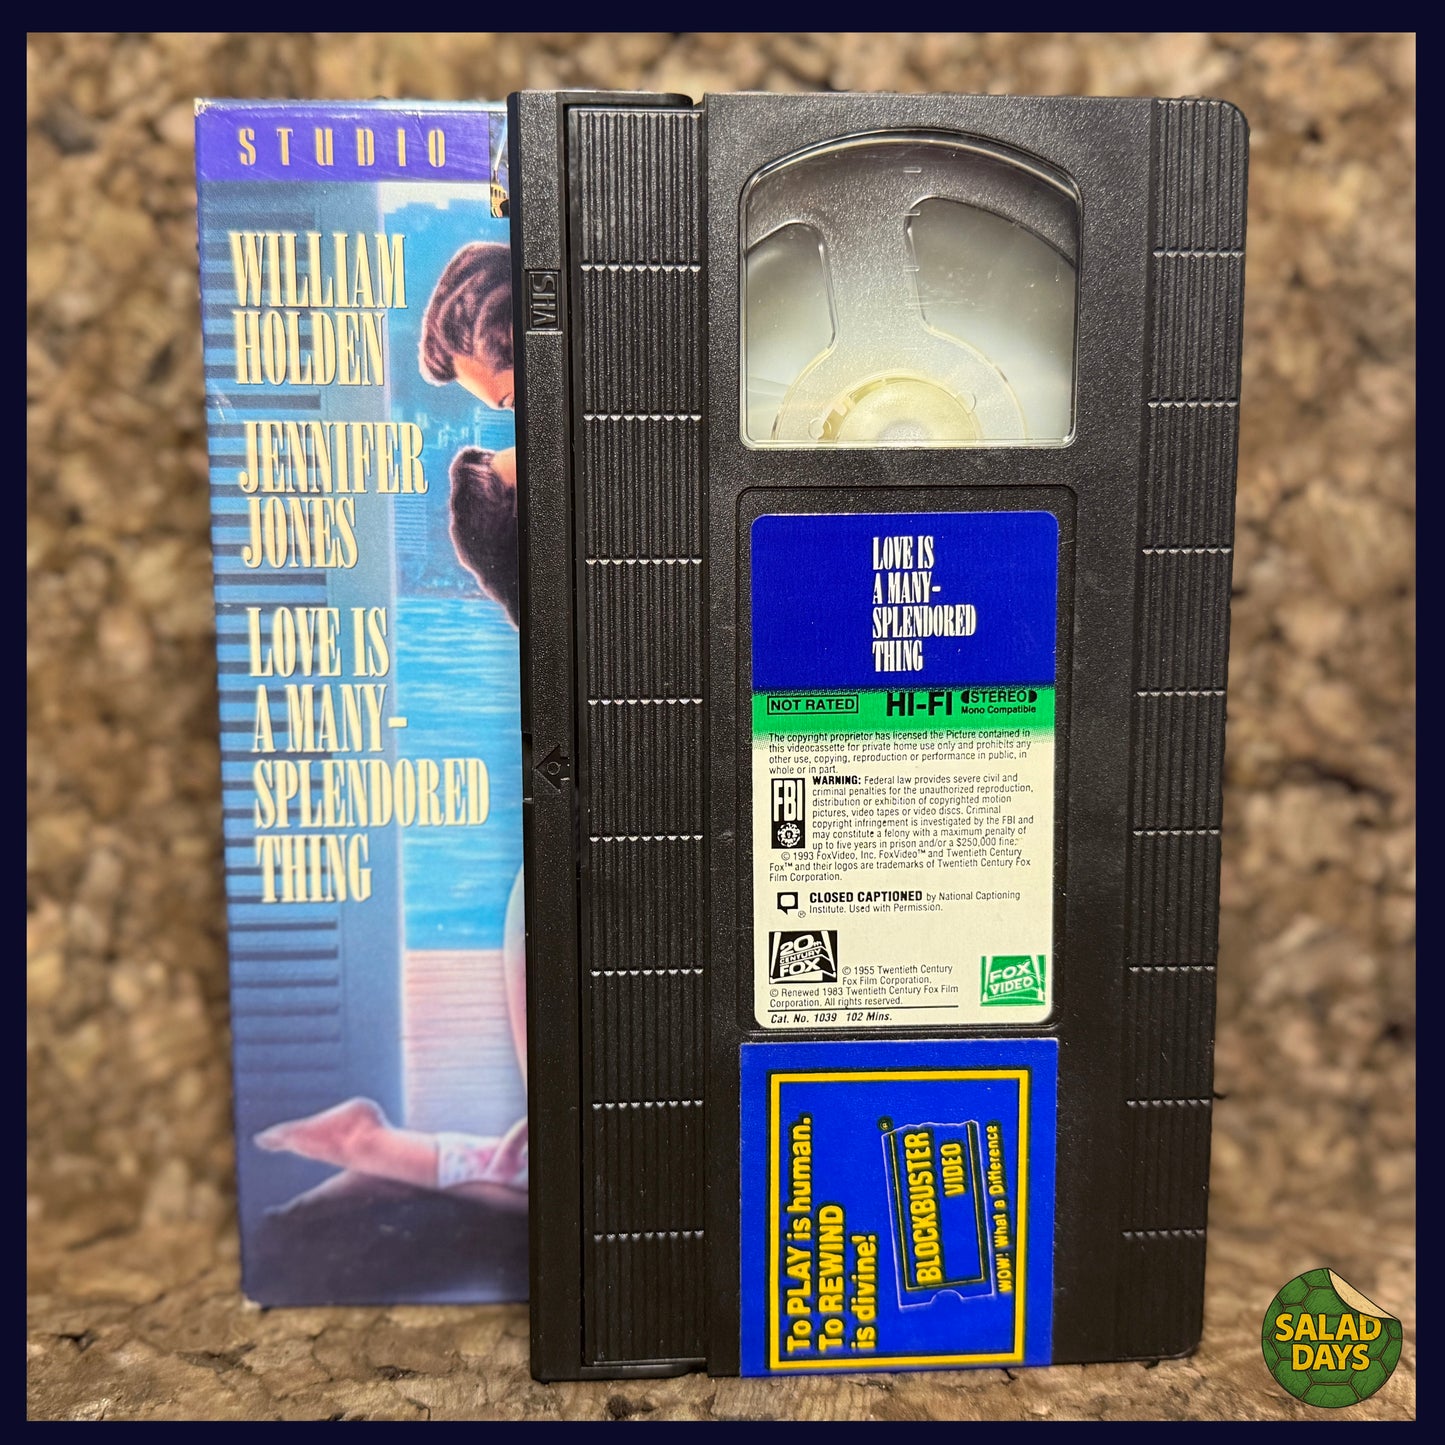 STUDIO
WILLIAM
HOLDEN
JENNIFER
JONES
LOVE IS
A MANY-
SPLENDORED
THING
VHS
LOVE IS
A MANY-
SPLENDORED
THING
NOT RATED HI-FI STEREO
Mono Compatible
The copyright proprietor has licensed the Picture contained in
this videocassette for private home use only and prohibits any
other use, copying, reproduction or performance in public, in
whole or in part.
FBI
WARNING: Federal law provides severe civil and
criminal penalties for the unauthorized reproduction,
distribution or exhibition of copyrighted motion
pictures, video tapes or video discs. Criminal
copyright infringement is investigated by the FBI and
may constitute a felony with a maximum penalty of
up to five years in prison and/or a $250,000 fine.
© 1993 FoxVideo, Inc. FoxVideo™ and Twentieth Century
Fox™ and their logos are trademarks of Twentieth Century Fox
Film Corporation.
® CLOSED CAPTIONED by National Captioning
Institute. Used with Permission.
20th
CENTURY
FOX
© 1955 Twentieth Century
Fox Film Corporation.
© Renewed 1983 Twentieth Century Fox Film
Corporation. All rights reserved.
FOX
VIDEO
Cat. No. 1039 102 Mins.
To PLAY is human.
To REWIND
is divine!
BLOCKBUSTER®
VIDEO
WOW! What a Difference
SALAD
DAYS